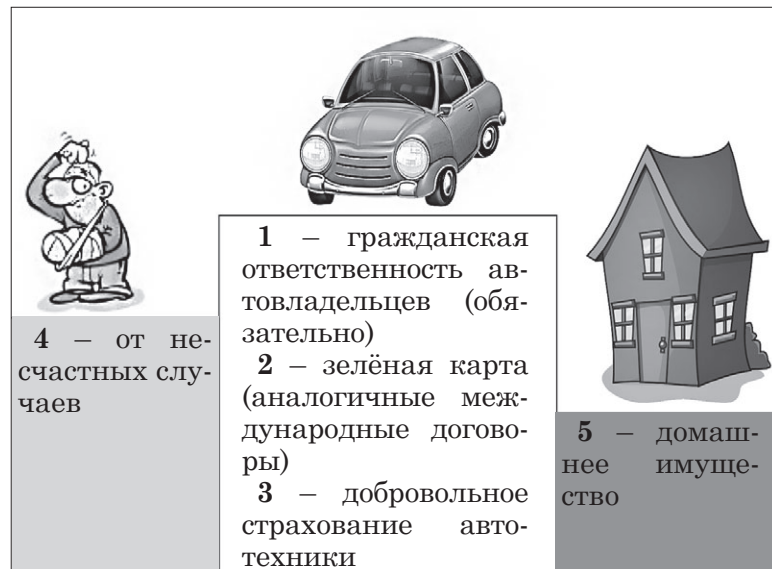 1 – гражданская
ответственность ав-
товладельцев (обя-
зательно)
2 – зелёная карта
(аналогичные меж-
дународные догово-
ры)
3 – добровольное
страхование авто-
техники
4 – от не-
счастных слу-
чаев
5 – домаш-
нее имуще-
ство